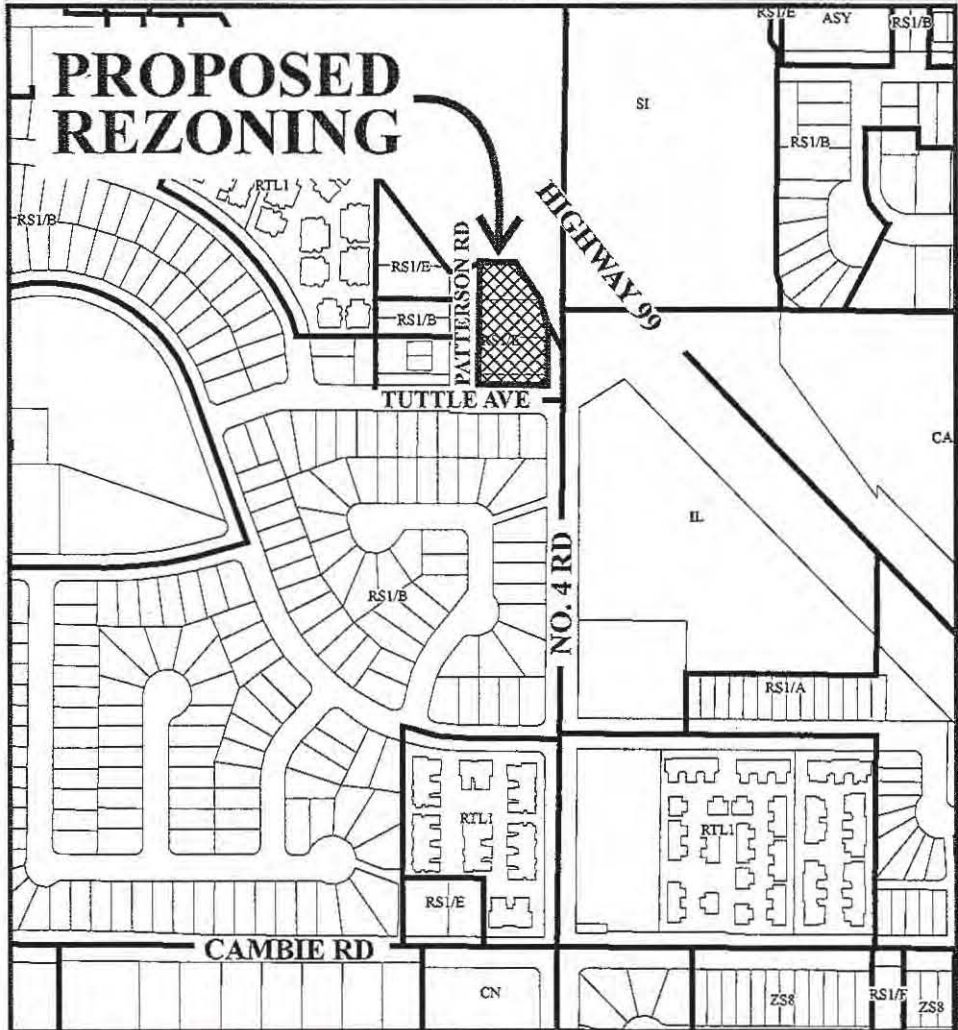 RS1/E
ASY
RS1/B
PROPOSED
REZONING
SI
RS1/B
RTL1
RS1/B
HIGHWAY 99
PATTERSON RD
RS1/E
RS1/B
TUTTLE AVE
CA
IL
NO. 4 RD
RS1/B
RS1/A
RTL1
RTL1
RS1/E
CAMBIE RD
CN
ZS8
ZS8